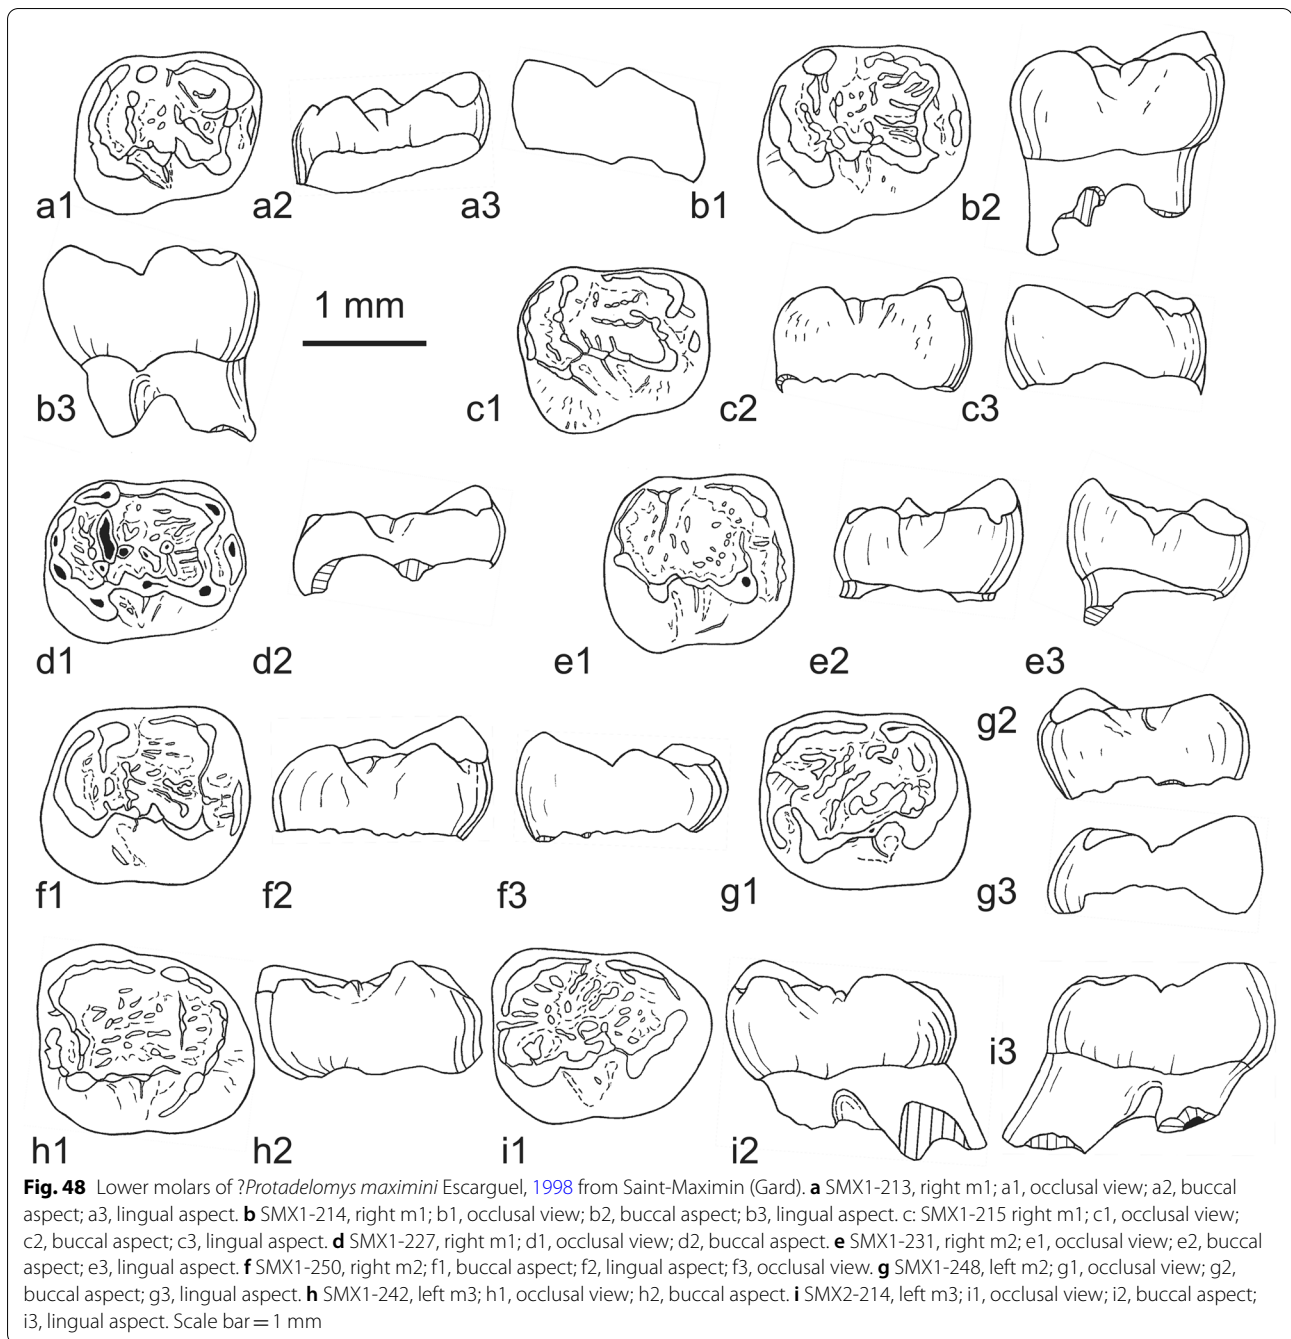 a1
a2
a3
b1
b2
b3
1 mm
c1
c2
c3
d1
d2
e1
e2
e3
f1
f2
f3
g1
g2
g3
h1
h2
i1
i2
i3
Fig. 48 Lower molars of ?Protadelomys maximini Escarguel, 1998 from Saint-Maximin (Gard). a SMX1-213, right m1; a1, occlusal view; a2, buccal
aspect; a3, lingual aspect. b SMX1-214, right m1; b1, occlusal view; b2, buccal aspect; b3, lingual aspect. c: SMX1-215 right m1; c1, occlusal view;
c2, buccal aspect; c3, lingual aspect. d SMX1-227, right m1; d1, occlusal view; d2, buccal aspect. e SMX1-231, right m2; e1, occlusal view; e2, buccal
aspect; e3, lingual aspect. f SMX1-250, right m2; f1, buccal aspect; f2, lingual aspect; f3, occlusal view. g SMX1-248, left m2; g1, occlusal view; g2,
buccal aspect; g3, lingual aspect. h SMX1-242, left m3; h1, occlusal view; h2, buccal aspect. i SMX2-214, left m3; i1, occlusal view; i2, buccal aspect;
i3, lingual aspect. Scale bar = 1 mm